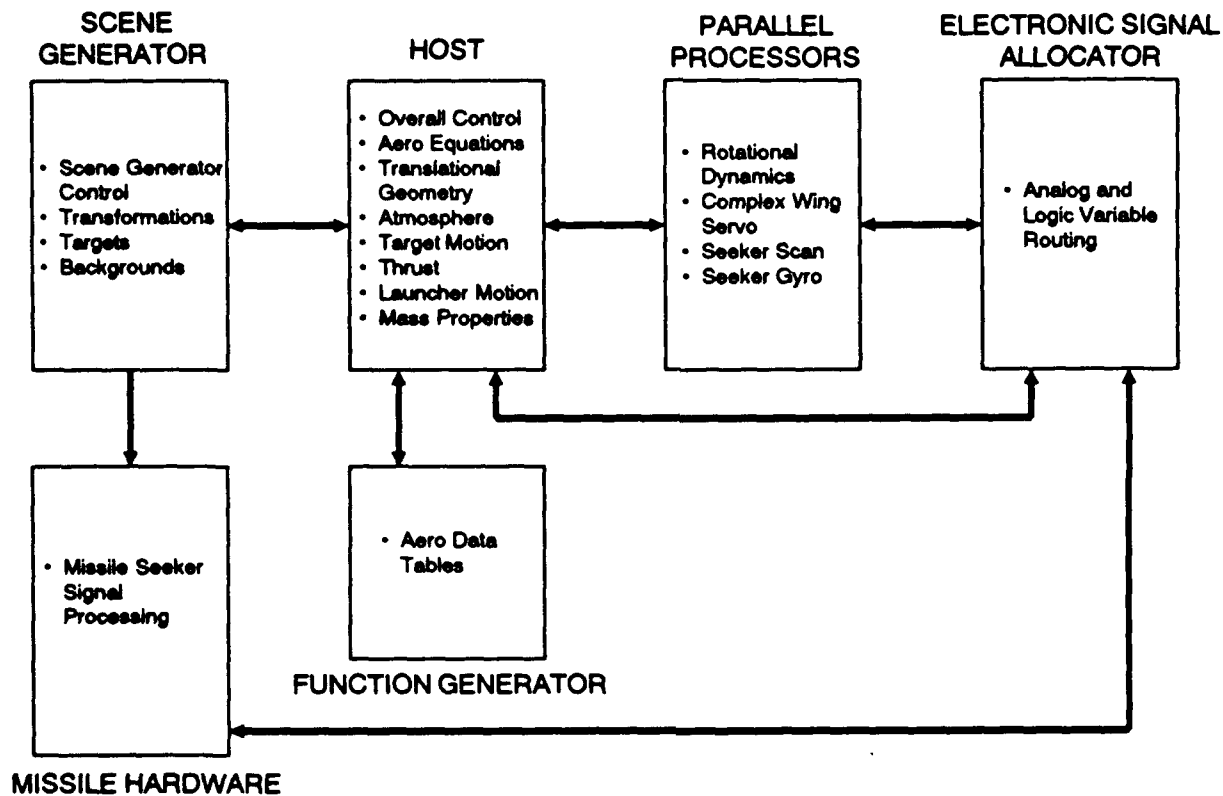 SCENE
GENERATOR
• Scene Generator
Control
• Transformations
• Targets
• Backgrounds
HOST
• Overall Control
• Aero Equations
• Translational
Geometry
• Atmosphere
• Target Motion
• Thrust
• Launcher Motion
• Mass Properties
PARALLEL
PROCESSORS
• Rotational
Dynamics
• Complex Wing
Servo
• Seeker Scan
• Seeker Gyro
ELECTRONIC SIGNAL
ALLOCATOR
• Analog and
Logic Variable
Routing
• Missile Seeker
Signal
Processing
MISSILE HARDWARE
• Aero Data
Tables
FUNCTION GENERATOR